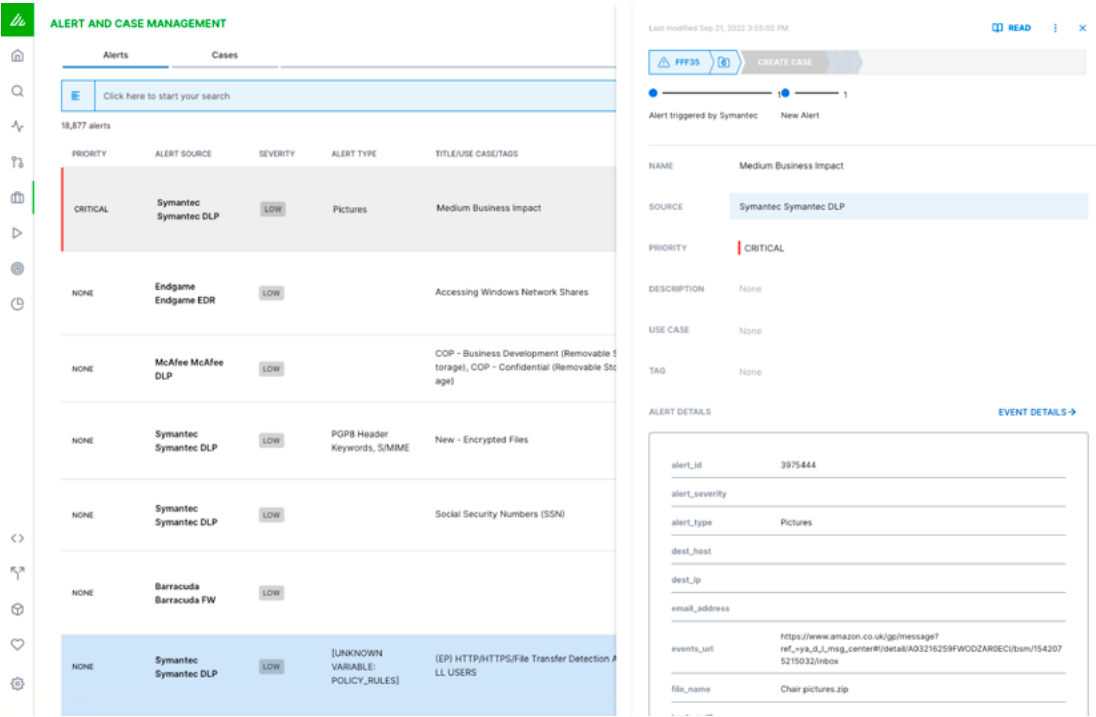 ALERT AND CASE MANAGEMENT
Alerts Cases
Click here to start your search
18,877 alerts
PRIORITY ALERT SOURCE SEVERITY ALERT TYPE TITLE/USE CASE/TAGS
CRITICAL
Symantec
Symantec DLP
LOW
Pictures
Medium Business Impact
NONE
Endgame
Endgame EDR
LOW
Accessing Windows Network Shares
NONE
McAfee McAfee
DLP
LOW
COP - Business Development (Removable S
torage), COP - Confidential (Removable Sto
age)
NONE
Symantec
Symantec DLP
LOW
PGP8 Header
Keywords, S/MIME
New - Encrypted Files
NONE
Symantec
Symantec DLP
LOW
Social Security Numbers (SSN)
NONE
Barracuda
Barracuda FW
LOW
NONE
Symantec
Symantec DLP
LOW
[UNKNOWN
VARIABLE:
POLICY_RULES]
(EP) HTTP/HTTPS/File Transfer Detection A
LL USERS
Last modified Sep 21, 2022 3:55:02 PM
READ
FFF35
CREATE CASE
1 1
Alert triggered by Symantec New Alert
NAME Medium Business Impact
SOURCE Symantec Symantec DLP
PRIORITY CRITICAL
DESCRIPTION None
USE CASE None
TAG None
ALERT DETAILS EVENT DETAILS→
alert_id 3975444
alert_severity
alert_type Pictures
dest_host
dest_ip
email_address
events_url
https://www.amazon.co.uk/gp/message?
ref_=ya_d_l_msg_center#!/detail/A03216259FWODZAR0ECI/bsm/154207
5215032/inbox
file_name Chair pictures.zip